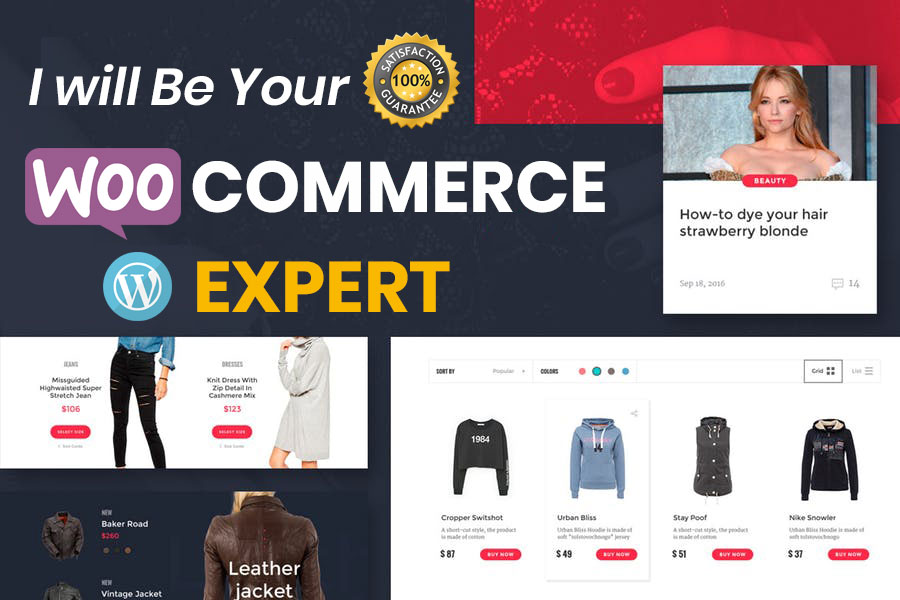 I will Be Your
SATISFACTION
100%
GUARANTEE
WOO COMMERCE
EXPERT
BEAUTY
How-to dye your hair
strawberry blonde
Sep 18, 2016
14
JEANS
Missguided
Highwaisted Super
Stretch Jean
$106
SELECT SIZE
DRESSES
Knit Dress With
Zip Detail In
Cashmere Mix
$123
SELECT SIZE
SORT BY
Popular
COLORS
Grid
List
1984
Cropper Switshot
A short-cut style, the product
is made of cotton
$ 87
BUY NOW
Urban Bliss
Urban Bliss Hoodie is made of
soft "tolstovochnogo" jersey
$ 49
BUY NOW
Stay Poof
A short-cut style, the product
is made of cotton
$ 51
BUY NOW
Nike Snowler
Urban Bliss Hoodie is made of
soft "tolstovochnogo
$ 37
BUY NOW
NEW
Baker Road
$260
NEW
Vintage Jacket
Leather
jacket